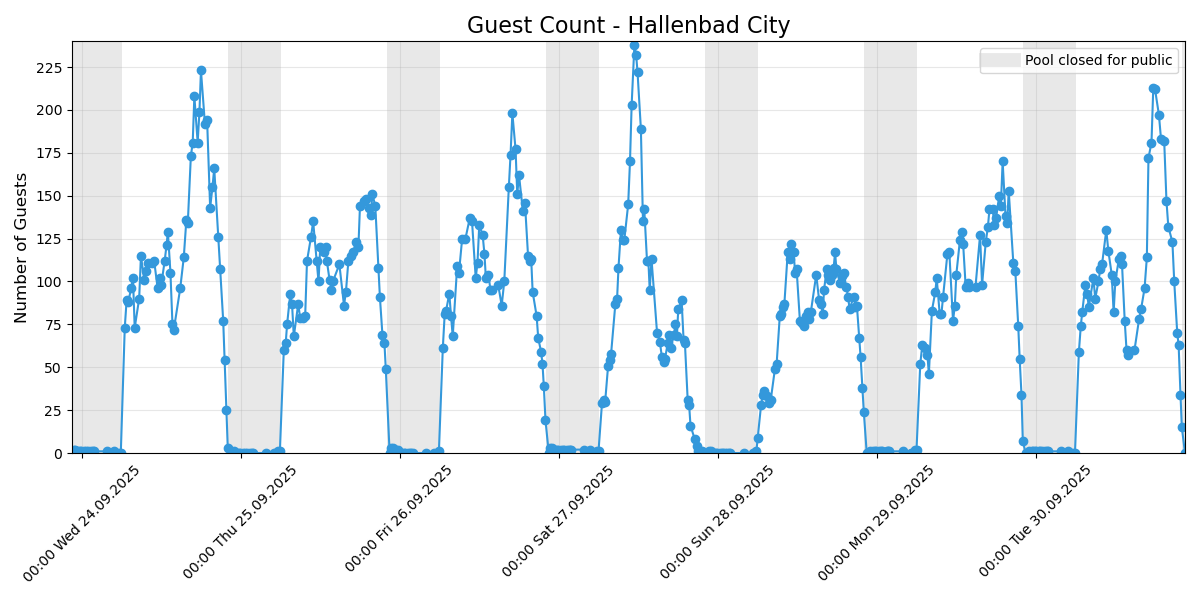 Guest Count - Hallenbad City
Pool closed for public
Number of Guests
225
200
175
150
125
100
75
50
25
0
00:00 Wed 24.09.2025
00:00 Thu 25.09.2025
00:00 Fri 26.09.2025
00:00 Sat 27.09.2025
00:00 Sun 28.09.2025
00:00 Mon 29.09.2025
00:00 Tue 30.09.2025